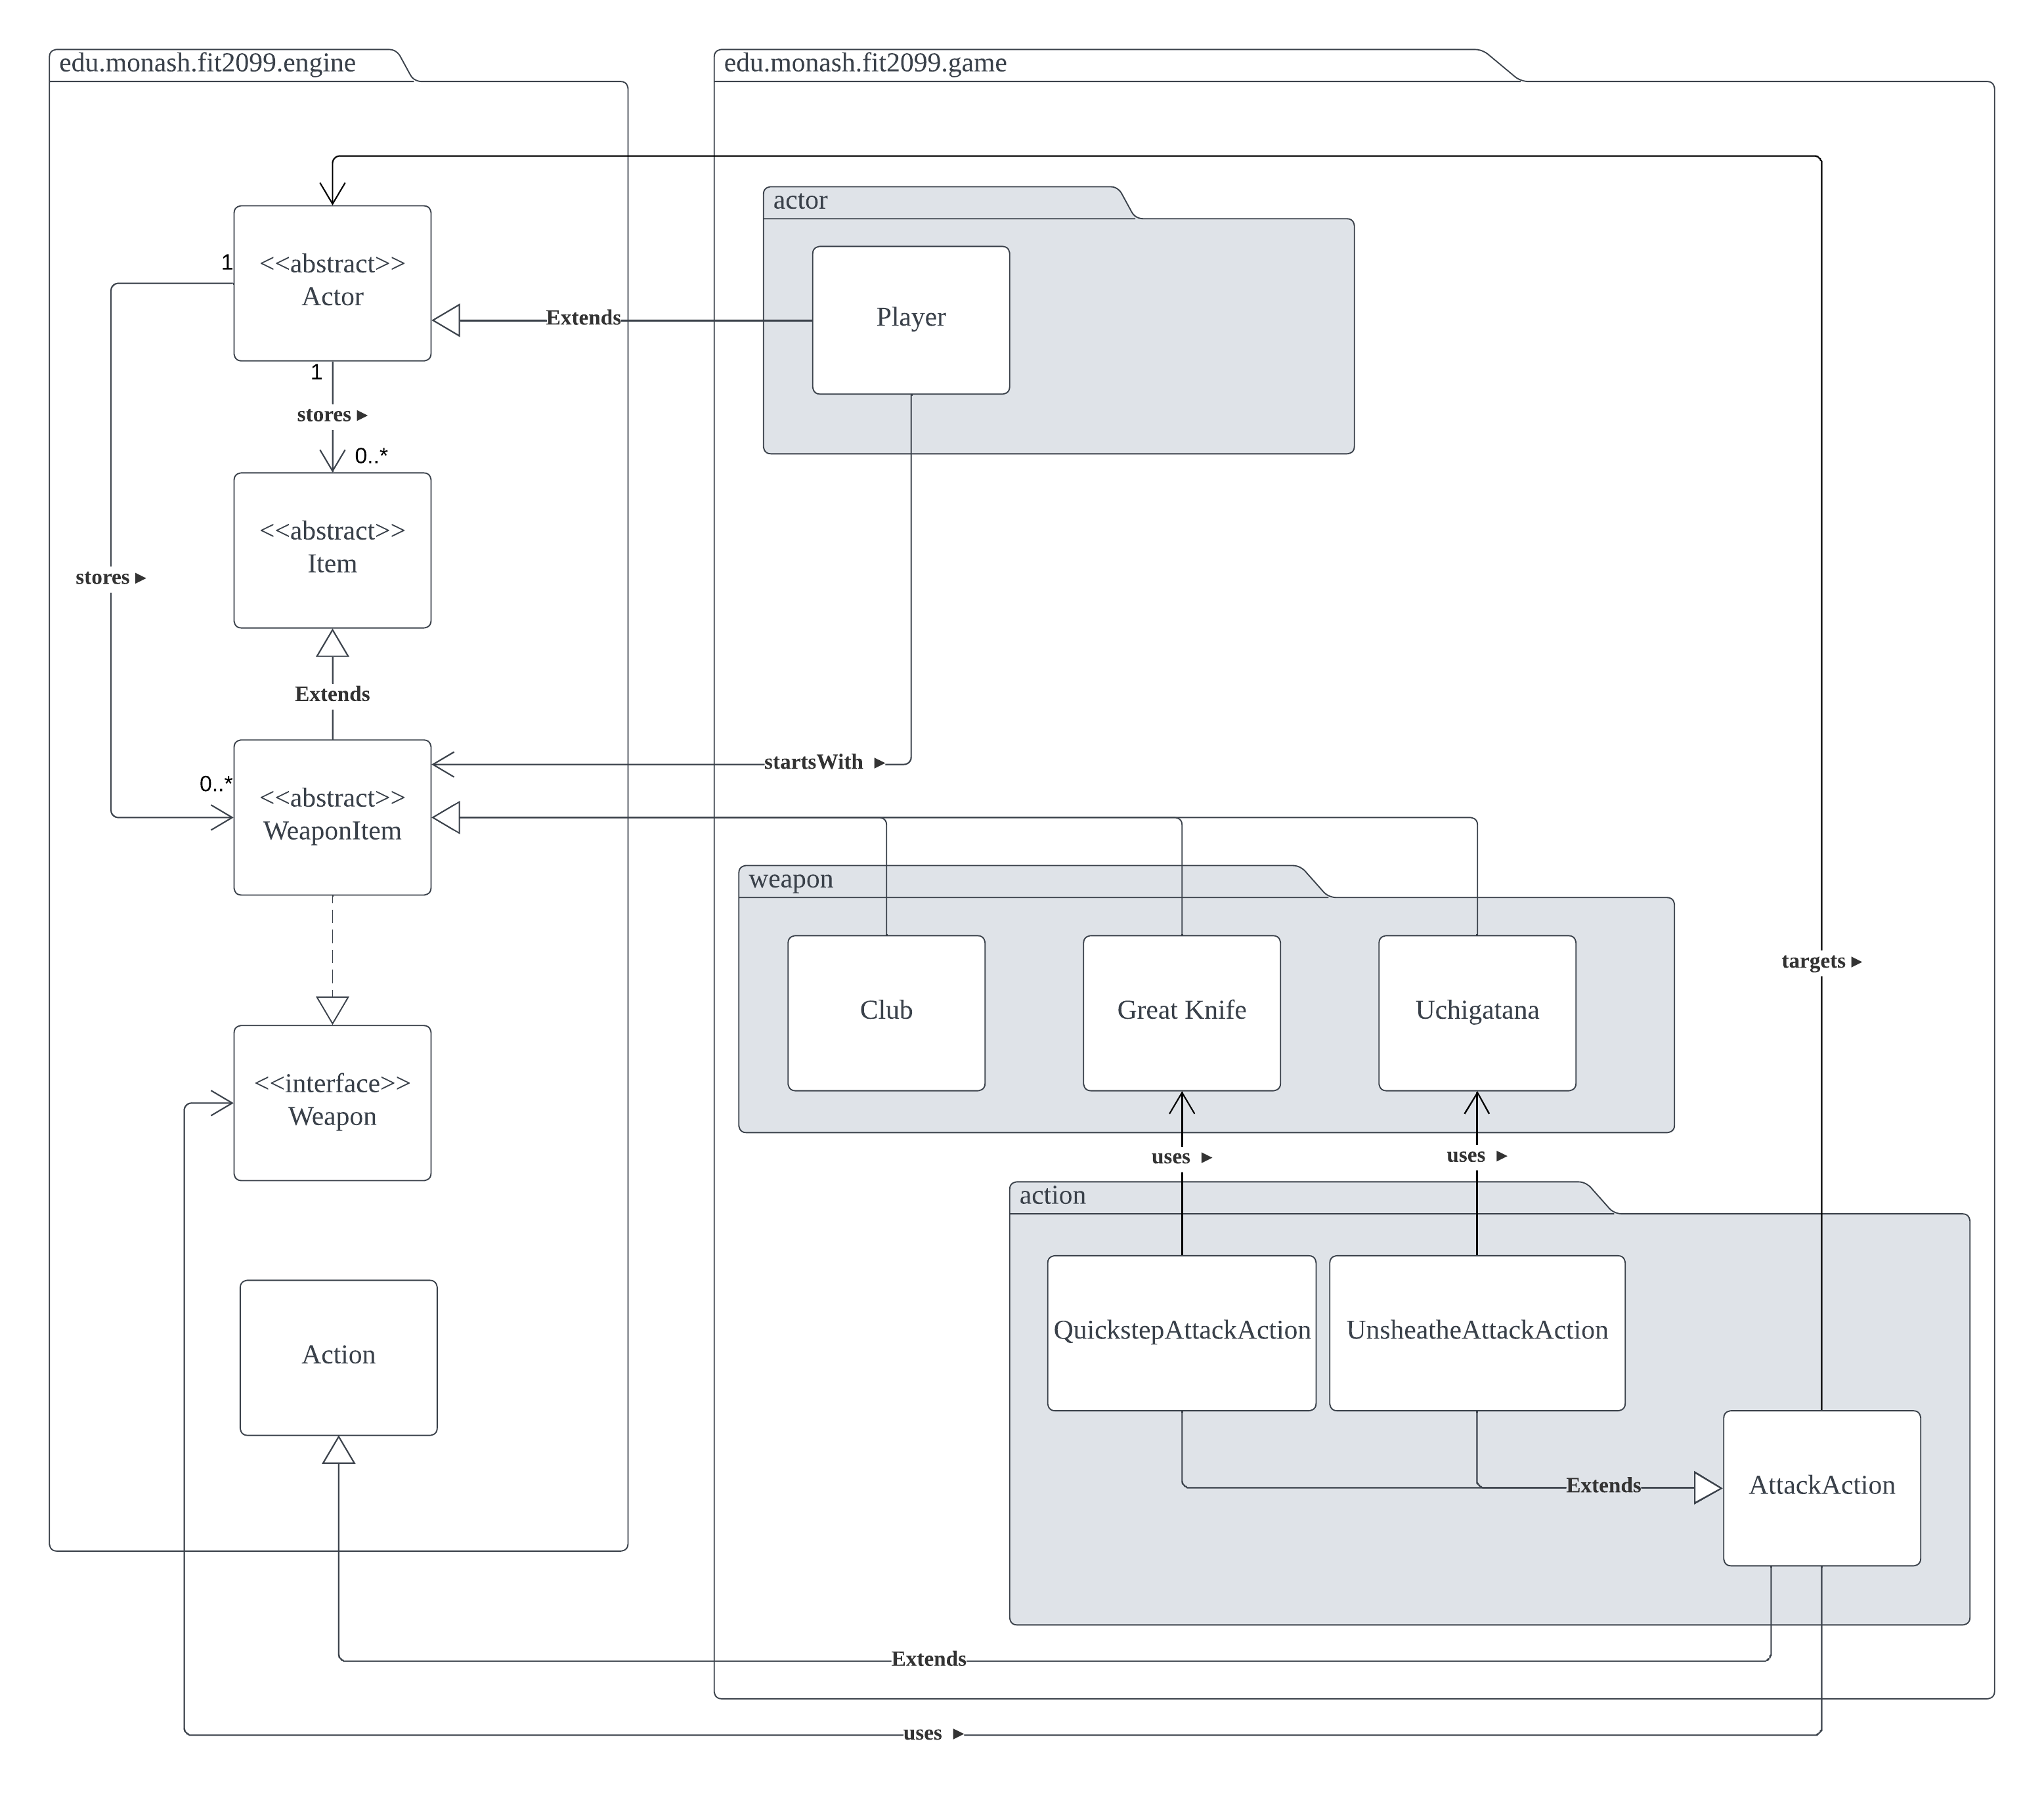 edu.monash.fit2099.engine
edu.monash.fit2099.game
actor
<<abstract>>
Actor
1
Extends
Player
1
stores ►
0..*
<<abstract>>
Item
stores ►
Extends
startsWith ►
0..*
<<abstract>>
WeaponItem
weapon
Club
Great Knife
Uchigatana
targets ►
<<interface>>
Weapon
uses ►
uses ►
action
Action
QuickstepAttackAction
UnsheatheAttackAction
Extends
AttackAction
Extends
uses ►